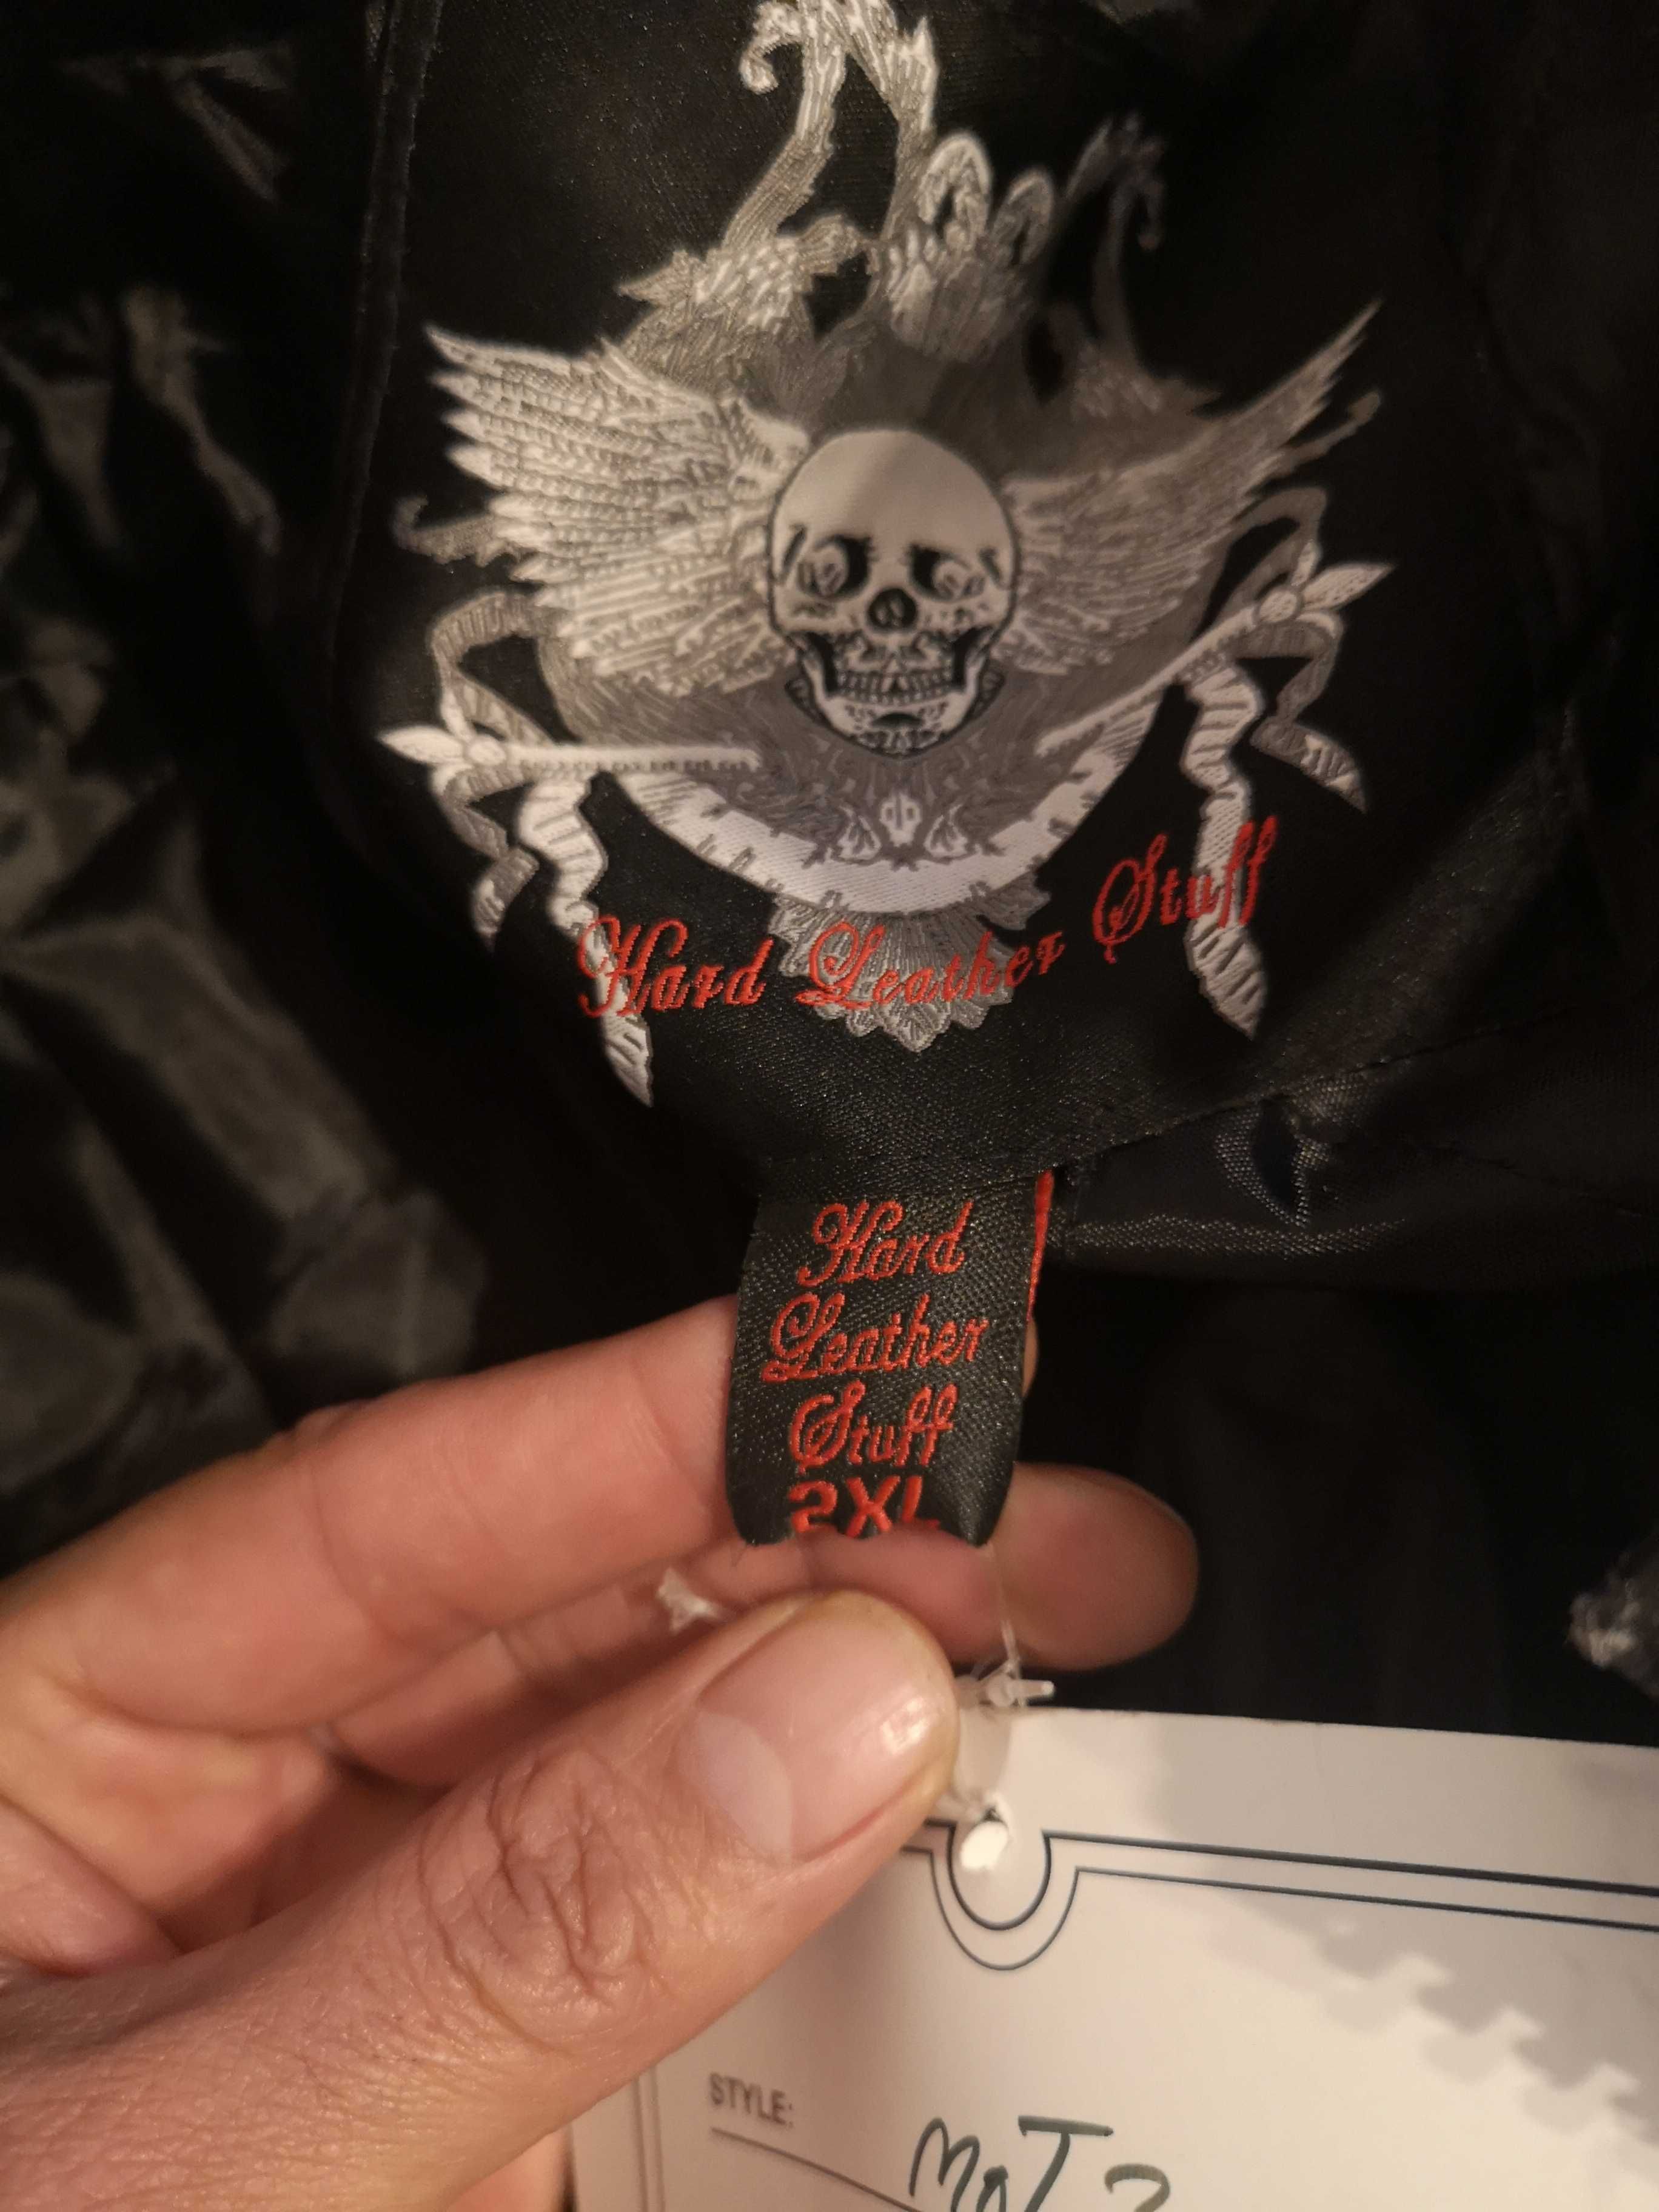 Hard Leather Stuff
Hard
Leather
Stuff
2XL
STYLE: